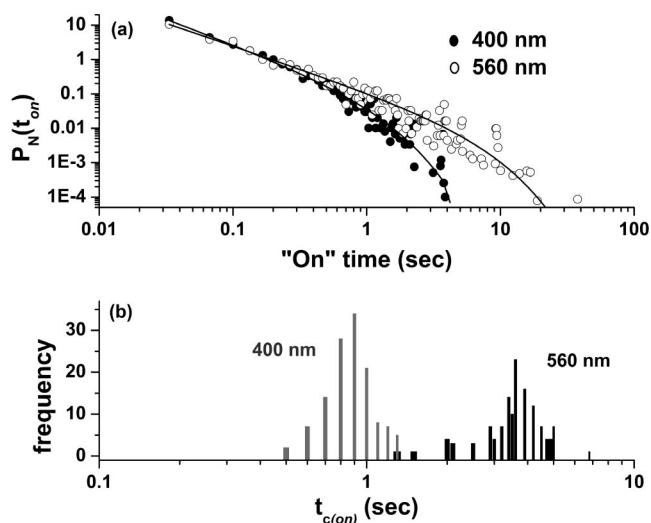 (a)
400 nm
560 nm
10
1
0.1
0.01
1E-3
1E-4
P_N(t_on)
0.01 0.1 1 10 100
"On" time (sec)
(b)
400 nm
560 nm
30
20
10
0
frequency
0.1 1 10
t_c(on) (sec)